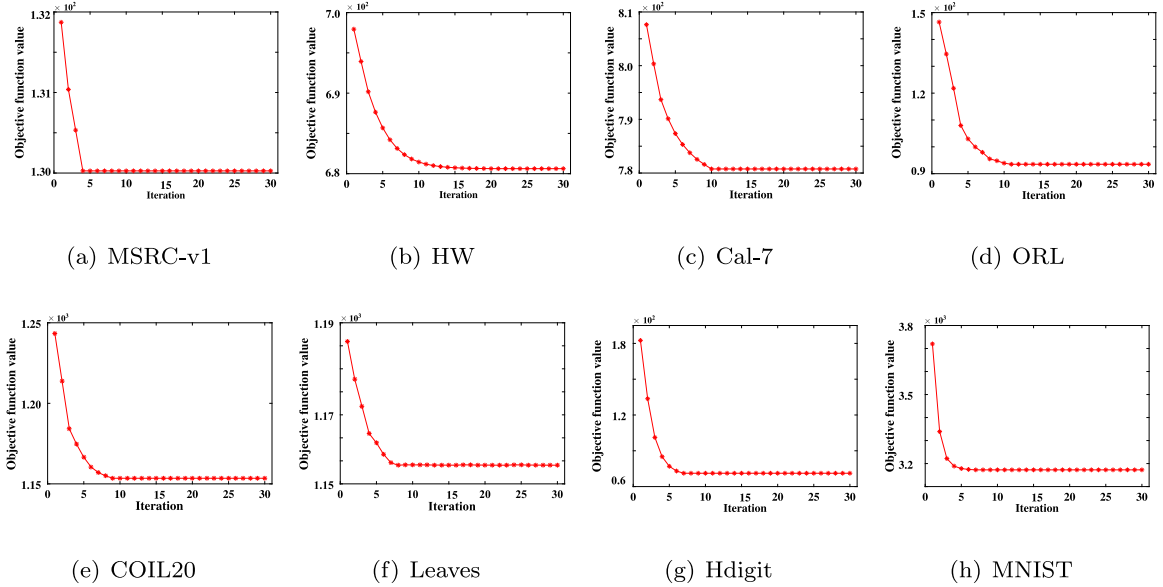 × 10²
1.32
1.31
1.30
Objective function value
0 5 10 15 20 25 30
Iteration
(a) MSRC-v1
× 10²
7.0
6.9
6.8
Objective function value
0 5 10 15 20 25 30
Iteration
(b) HW
× 10²
8.1
8.0
7.9
7.8
Objective function value
0 5 10 15 20 25 30
Iteration
(c) Cal-7
× 10²
1.5
1.2
0.9
Objective function value
0 5 10 15 20 25 30
Iteration
(d) ORL
× 10³
1.25
1.20
1.15
Objective function value
0 5 10 15 20 25 30
Iteration
(e) COIL20
× 10³
1.19
1.17
1.15
Objective function value
0 5 10 15 20 25 30
Iteration
(f) Leaves
× 10²
1.8
1.2
0.6
Objective function value
0 5 10 15 20 25 30
Iteration
(g) Hdigit
× 10³
3.8
3.5
3.2
Objective function value
0 5 10 15 20 25 30
Iteration
(h) MNIST